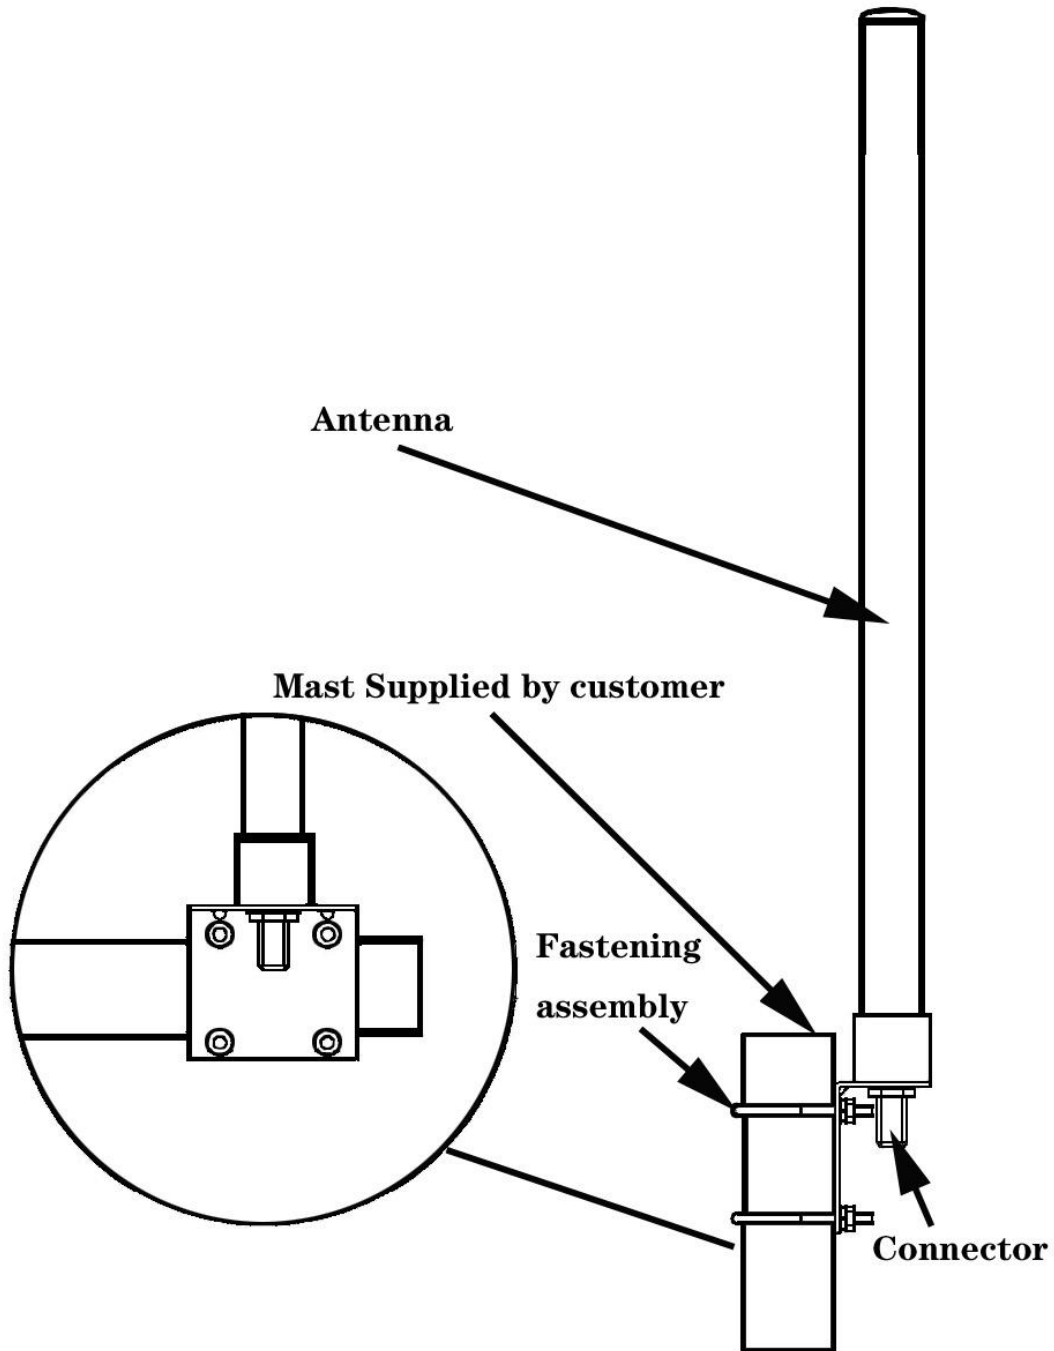 Antenna
Mast Supplied by customer
Fastening
assembly
Connector